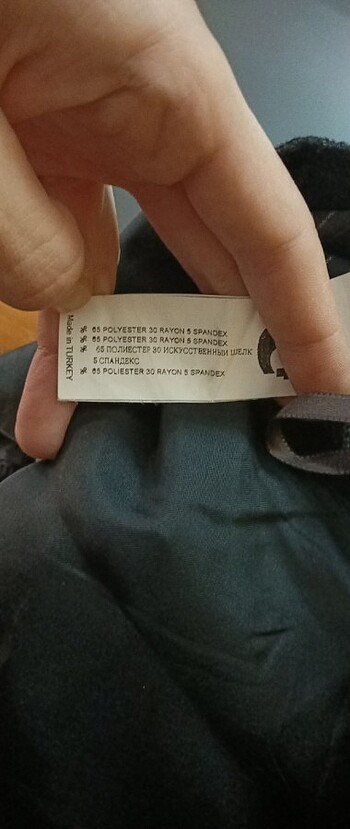 Made in TURKEY
% 65 POLYESTER 30 RAYON 5 SPANDEX
% 65 POLYESTER 30 RAYON 5 SPANDEX
% 65 ПОЛИЕСТЕР 30 ИСКУССТВЕННЫЙ ШЕЛК
5 СПАНДЕКС
% 65 POLIESTER 30 RAYON 5 SPANDEX